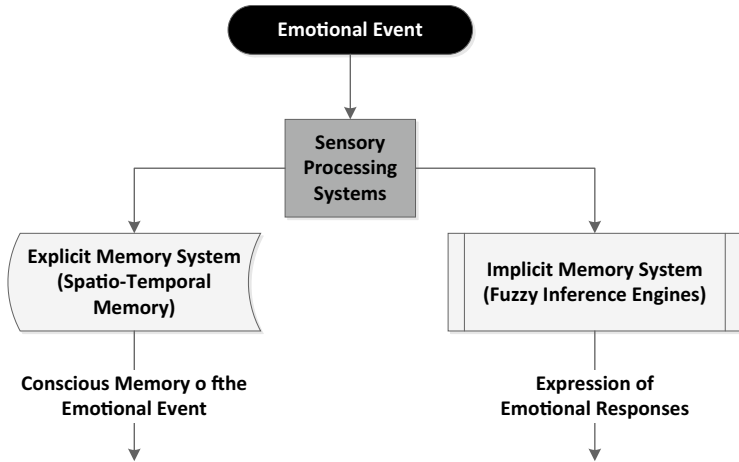 Emotional Event
Sensory
Processing
Systems
Explicit Memory System
(Spatio-Temporal
Memory)
Implicit Memory System
(Fuzzy Inference Engines)
Conscious Memory o fthe
Emotional Event
Expression of
Emotional Responses